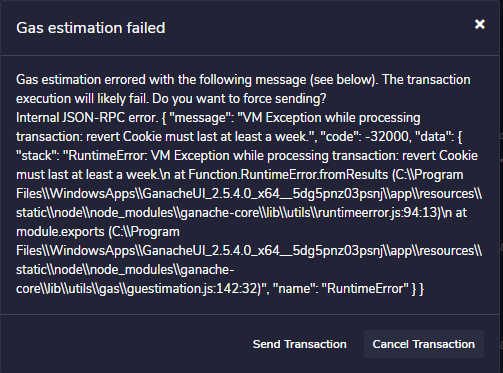 Gas estimation failed
×
Gas estimation errored with the following message (see below). The transaction
execution will likely fail. Do you want to force sending?
Internal JSON-RPC error. { "message": "VM Exception while processing
transaction: revert Cookie must last at least a week.", "code": -32000, "data": {
"stack": "RuntimeError: VM Exception while processing transaction: revert Cookie
must last at least a week.\n at Function.RuntimeError.fromResults (C:\\Program
Files\\WindowsApps\\GanacheUI_2.5.4.0_x64__5dg5pnz03psnj\\app\\resources\\
static\\node\\node_modules\\ganache-core\\lib\\utils\\runtimeerror.js:94:13)\n at
module.exports (C:\\Program
Files\\WindowsApps\\GanacheUI_2.5.4.0_x64__5dg5pnz03psnj\\app\\resources\\
static\\node\\node_modules\\ganache-
core\\lib\\utils\\gas\\guestimation.js:142:32)", "name": "RuntimeError" } }
Send Transaction
Cancel Transaction